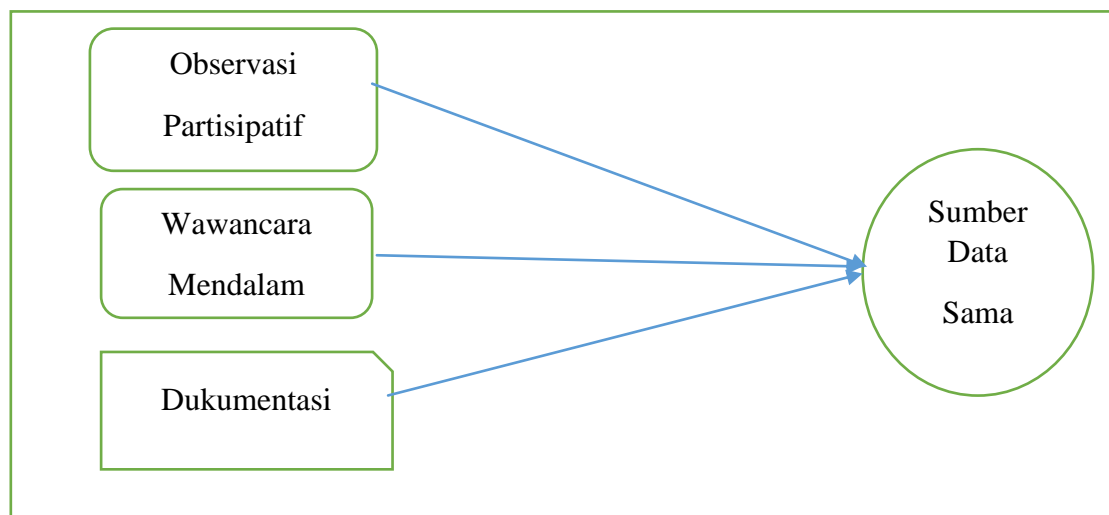 Observasi
Partisipatif
Wawancara
Mendalam
Dukumentasi
Sumber
Data
Sama